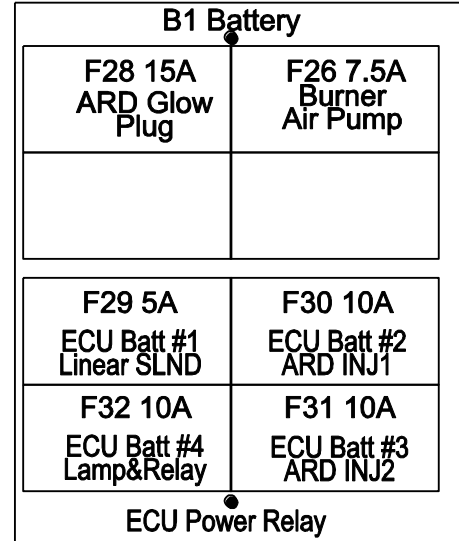 B1 Battery
F28 15A
ARD Glow
Plug
F26 7.5A
Burner
Air Pump
F29 5A
ECU Batt #1
Linear SLND
F30 10A
ECU Batt #2
ARD INJ1
F32 10A
ECU Batt #4
Lamp&Relay
F31 10A
ECU Batt #3
ARD INJ2
ECU Power Relay